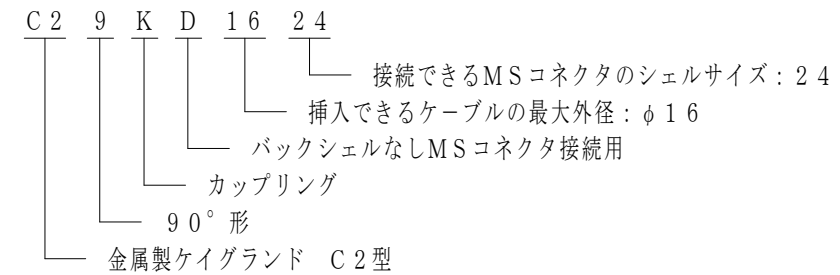 C2 9 K D 16 24
接続できるMSコネクタのシェルサイズ:24
挿入できるケーブルの最大外径:φ16
バックシェルなしMSコネクタ接続用
カップリング
90°形
金属製ケイグランド C2型